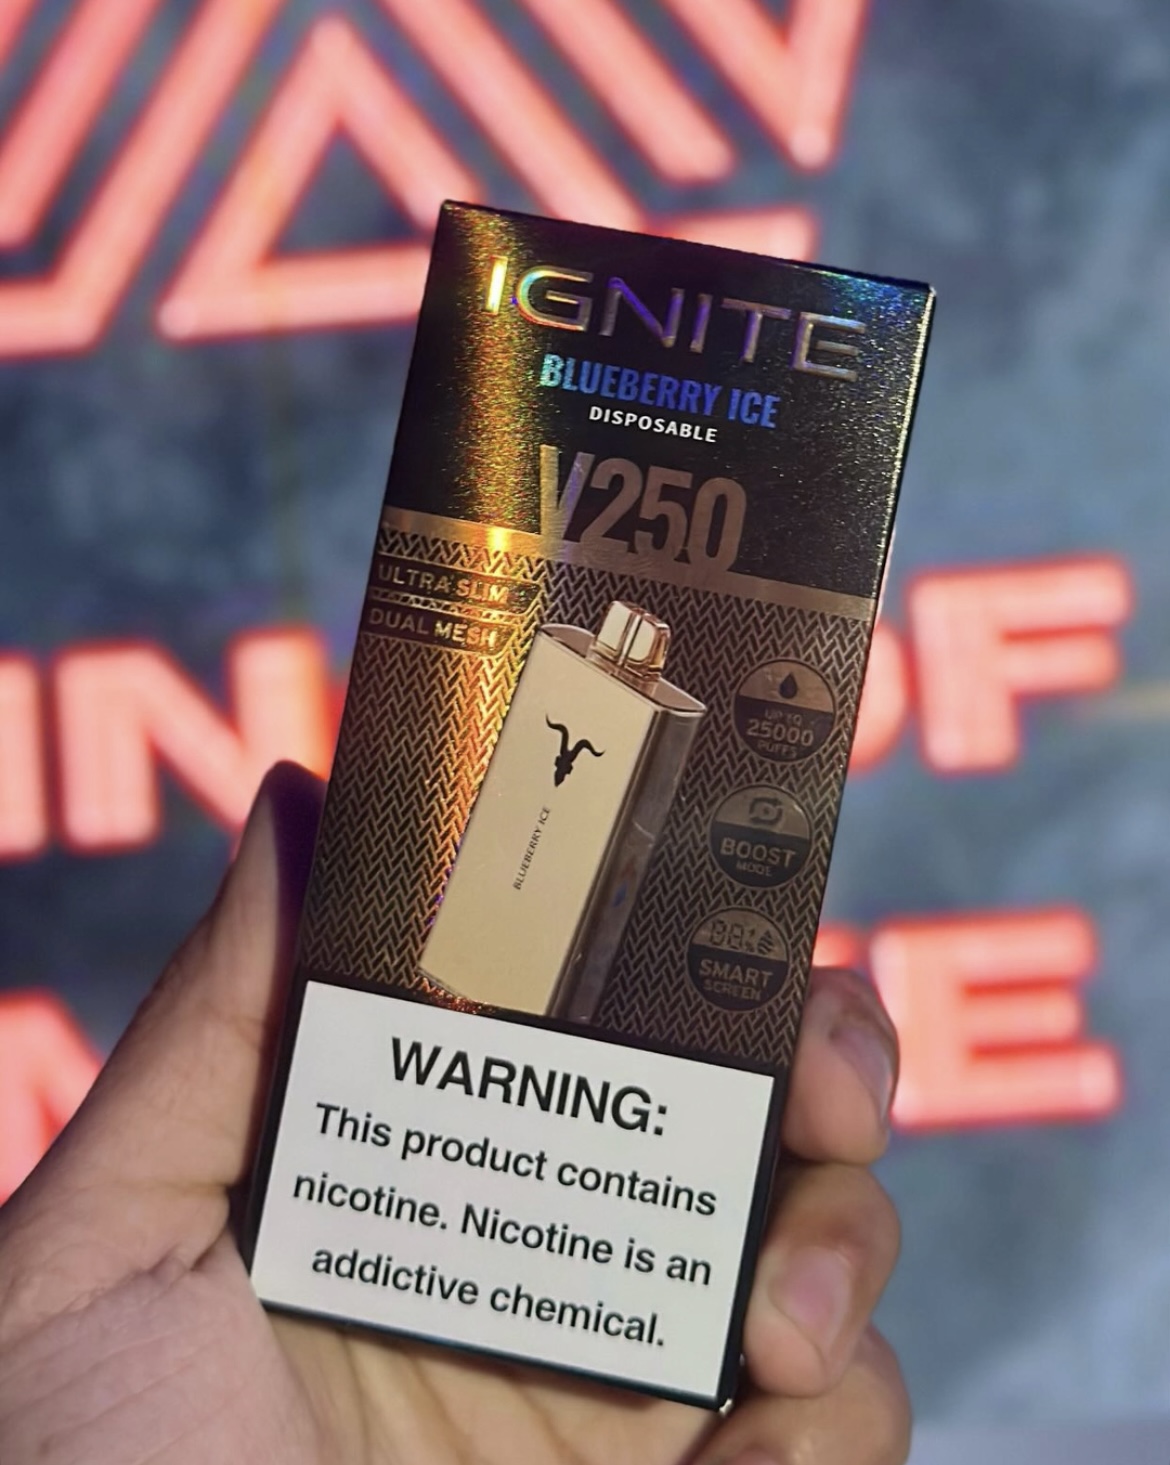 IGNITE
BLUEBERRY ICE
DISPOSABLE
V250
ULTRA SLIM
DUAL MESH
BLUEBERRY ICE
UP TO
25000
PUFFS
BOOST
MODE
SMART
SCREEN
WARNING:
This product contains
nicotine. Nicotine is an
addictive chemical.
OF